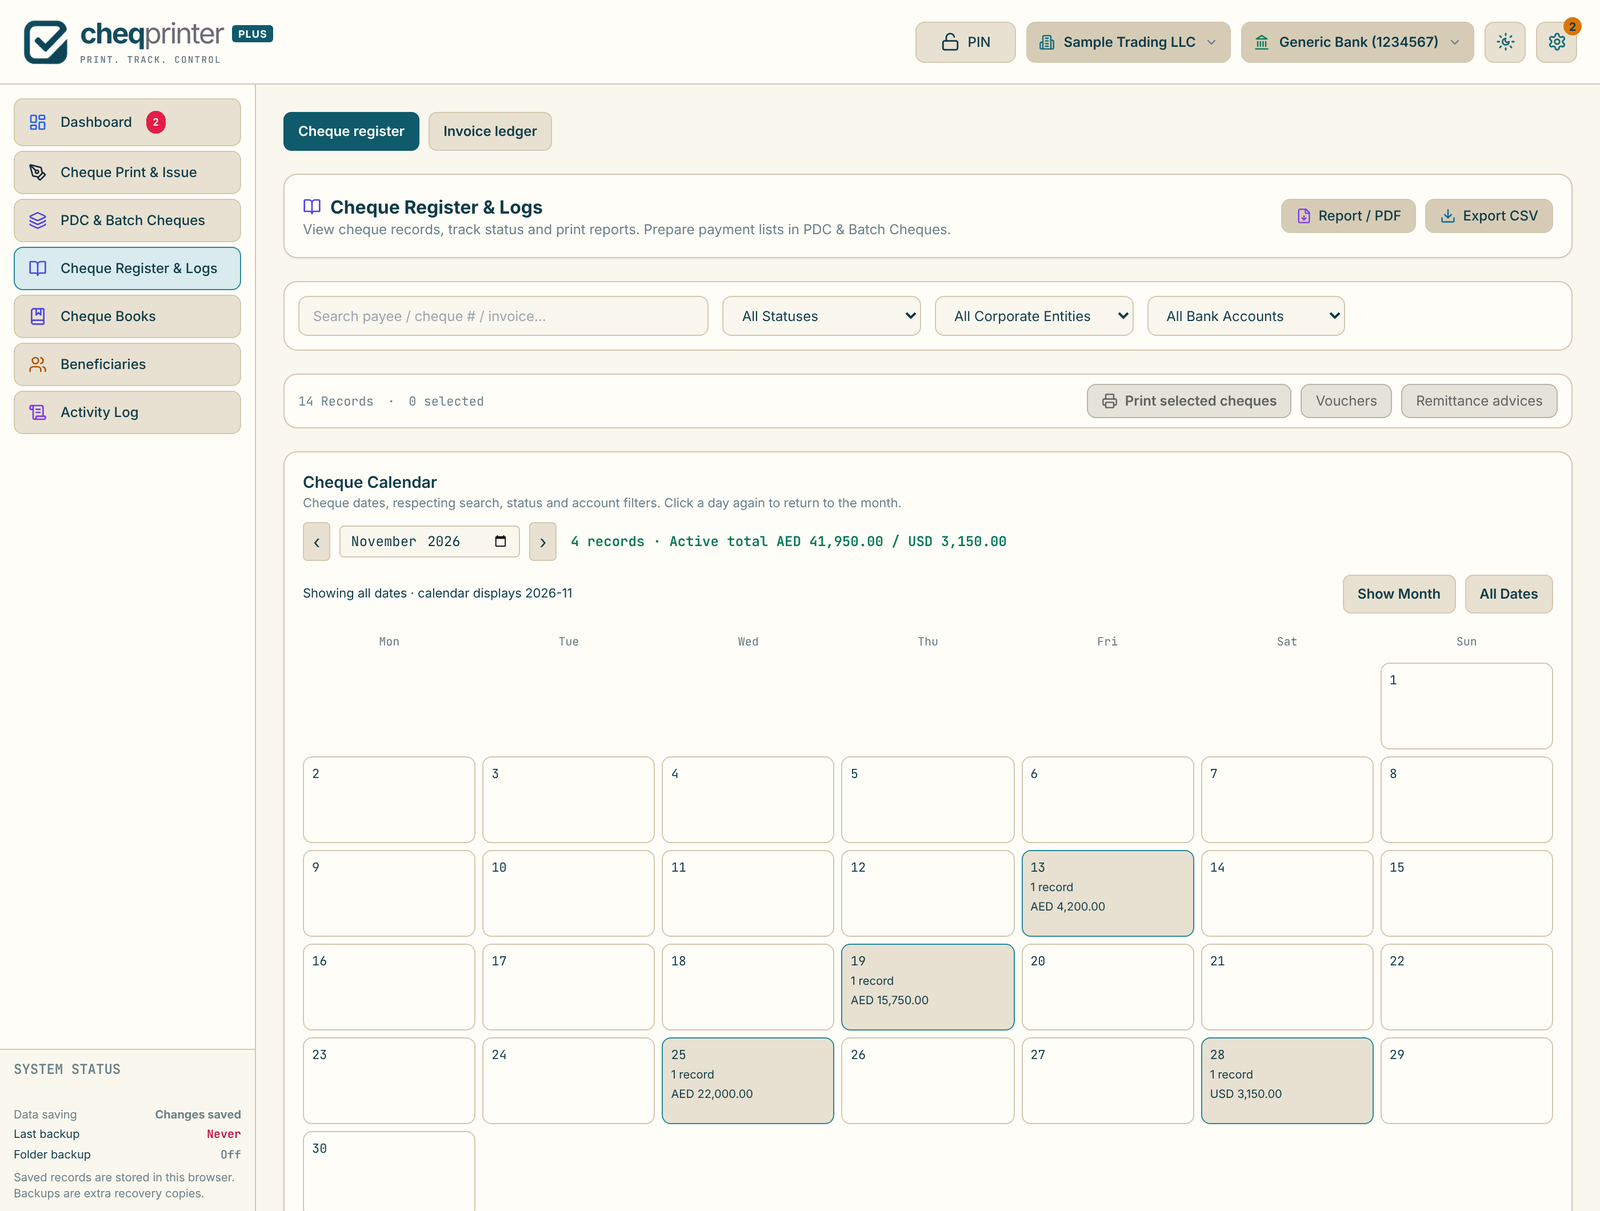 cheqprinter PLUS
PRINT. TRACK. CONTROL
PIN
Sample Trading LLC
Generic Bank (1234567)
2
Dashboard 2
Cheque Print & Issue
PDC & Batch Cheques
Cheque Register & Logs
Cheque Books
Beneficiaries
Activity Log
SYSTEM STATUS
Data saving Changes saved
Last backup Never
Folder backup Off
Saved records are stored in this browser.
Backups are extra recovery copies.
Cheque register Invoice ledger
Cheque Register & Logs
View cheque records, track status and print reports. Prepare payment lists in PDC & Batch Cheques.
Report / PDF Export CSV
Search payee / cheque # / invoice... All Statuses All Corporate Entities All Bank Accounts
14 Records · 0 selected Print selected cheques Vouchers Remittance advices
Cheque Calendar
Cheque dates, respecting search, status and account filters. Click a day again to return to the month.
‹ November 2026 › 4 records · Active total AED 41,950.00 / USD 3,150.00
Showing all dates · calendar displays 2026-11 Show Month All Dates
Mon Tue Wed Thu Fri Sat Sun
1
2 3 4 5 6 7 8
9 10 11 12 13 14 15
1 record
AED 4,200.00
16 17 18 19 20 21 22
1 record
AED 15,750.00
23 24 25 26 27 28 29
1 record 1 record
AED 22,000.00 USD 3,150.00
30